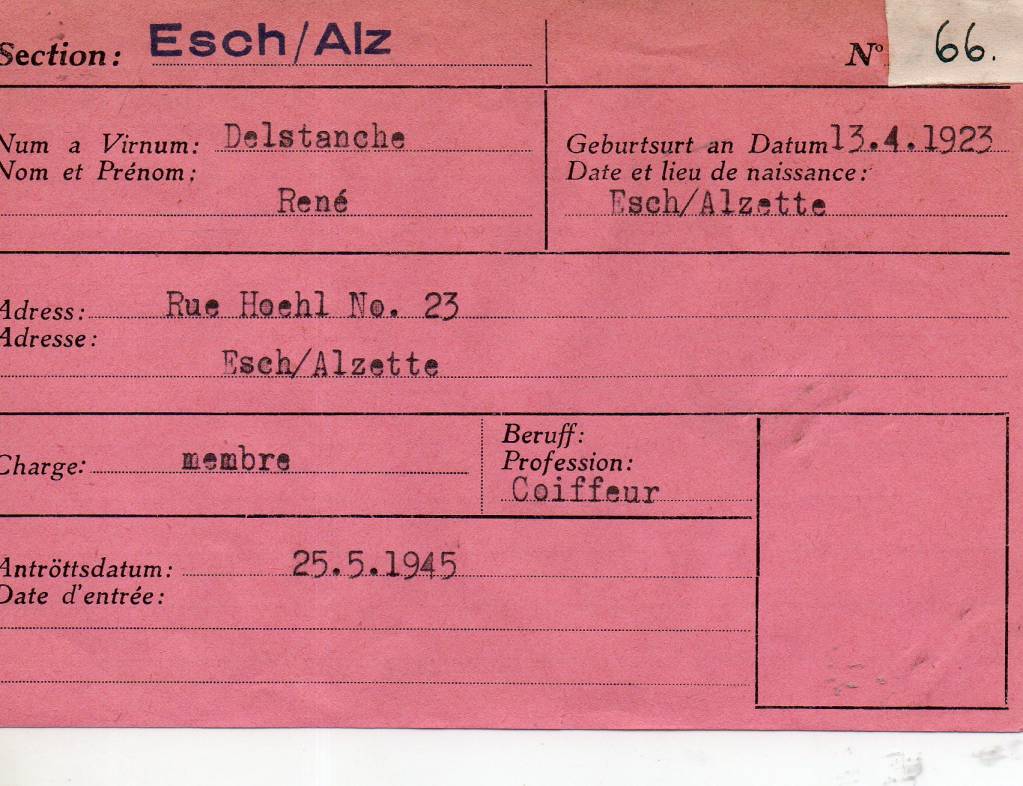 Section: Esch/Alz
N° 66.
Num a Virnum: Delstanche
Nom et Prénom:
René
Geburtsurt an Datum 13.4.1923
Date et lieu de naissance:
Esch/Alzette
Adress: Rue Hoehl No. 23
Adresse:
Esch/Alzette
Charge: membre
Beruff:
Profession:
Coiffeur
Antröttsdatum: 25.5.1945
Date d'entrée: